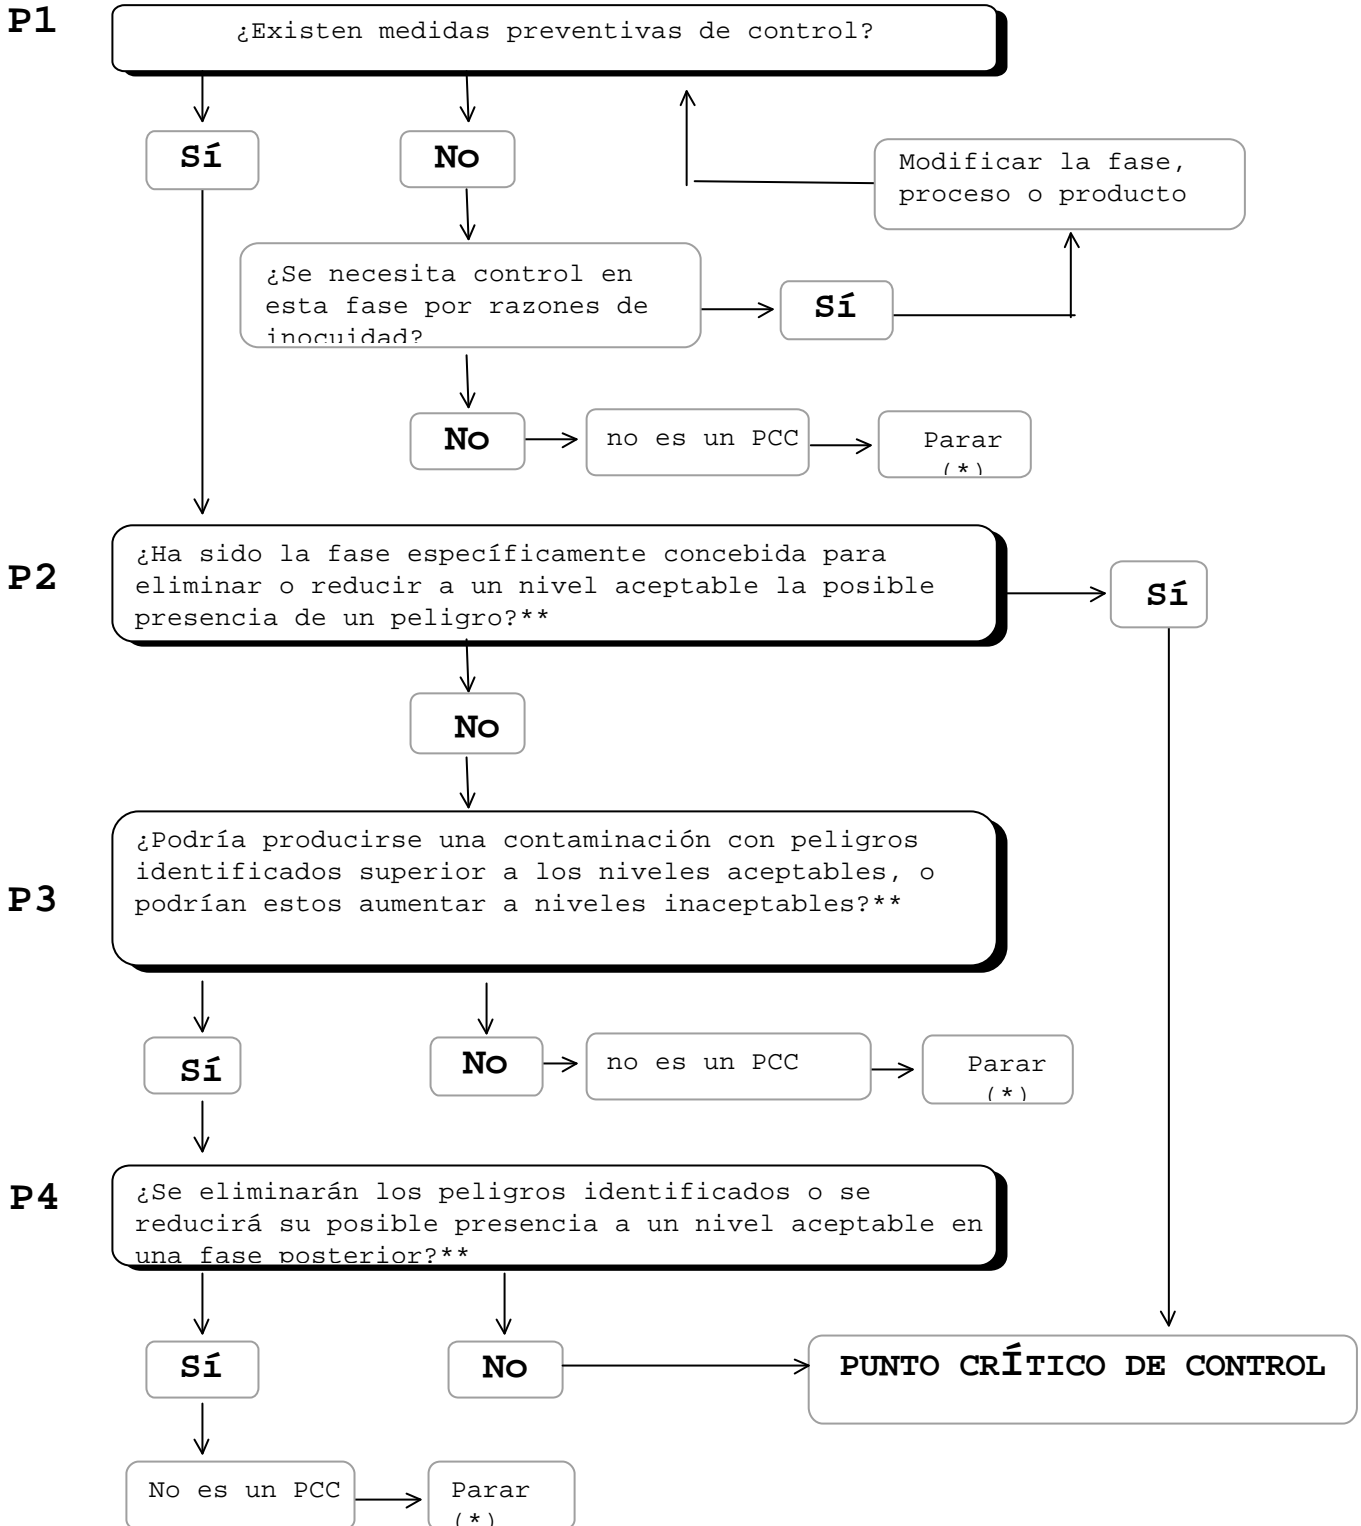 P1
¿Existen medidas preventivas de control?
Sí
No
Modificar la fase,
proceso o producto
¿Se necesita control en
esta fase por razones de
inocuidad?
Sí
No
no es un PCC
Parar
(*)
P2
¿Ha sido la fase específicamente concebida para
eliminar o reducir a un nivel aceptable la posible
presencia de un peligro?**
Sí
No
P3
¿Podría producirse una contaminación con peligros
identificados superior a los niveles aceptables, o
podrían estos aumentar a niveles inaceptables?**
Sí
No
no es un PCC
Parar
(*)
P4
¿Se eliminarán los peligros identificados o se
reducirá su posible presencia a un nivel aceptable en
una fase posterior?**
Sí
No
PUNTO CRÍTICO DE CONTROL
No es un PCC
Parar
(*)